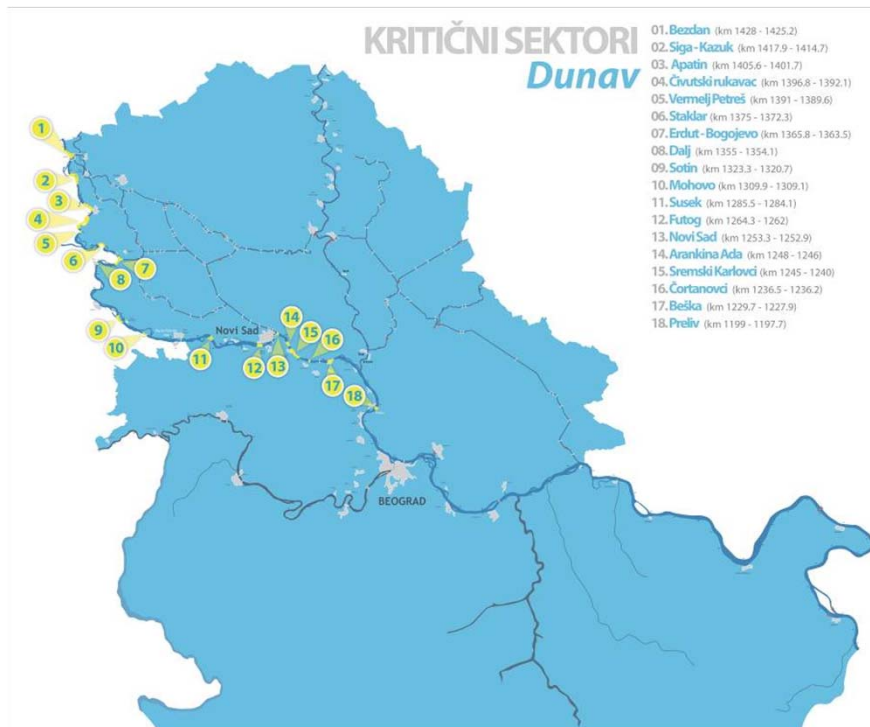 KRITIČNI SEKTORI
Dunav
01. Bezdan (km 1428 - 1425.2)
02. Siga - Kazuk (km 1417.9 - 1414.7)
03. Apatin (km 1405.6 - 1401.7)
04. Čivutski rukavac (km 1396.8 - 1392.1)
05. Vermelj Petreš (km 1391 - 1389.6)
06. Staklar (km 1375 - 1372.3)
07. Erdut - Bogojevo (km 1365.8 - 1363.5)
08. Dalj (km 1355 - 1354.1)
09. Sotin (km 1323.3 - 1320.7)
10. Mohovo (km 1309.9 - 1309.1)
11. Susek (km 1285.5 - 1284.1)
12. Futog (km 1264.3 - 1262)
13. Novi Sad (km 1253.3 - 1252.9)
14. Arankina Ada (km 1248 - 1246)
15. Sremski Karlovci (km 1245 - 1240)
16. Čortanovci (km 1236.5 - 1236.2)
17. Beška (km 1229.7 - 1227.9)
18. Preliv (km 1199 - 1197.7)
1
2
3
4
5
6
8
7
9
10
11
Novi Sad
12
13
14
15
16
17
18
BEOGRAD